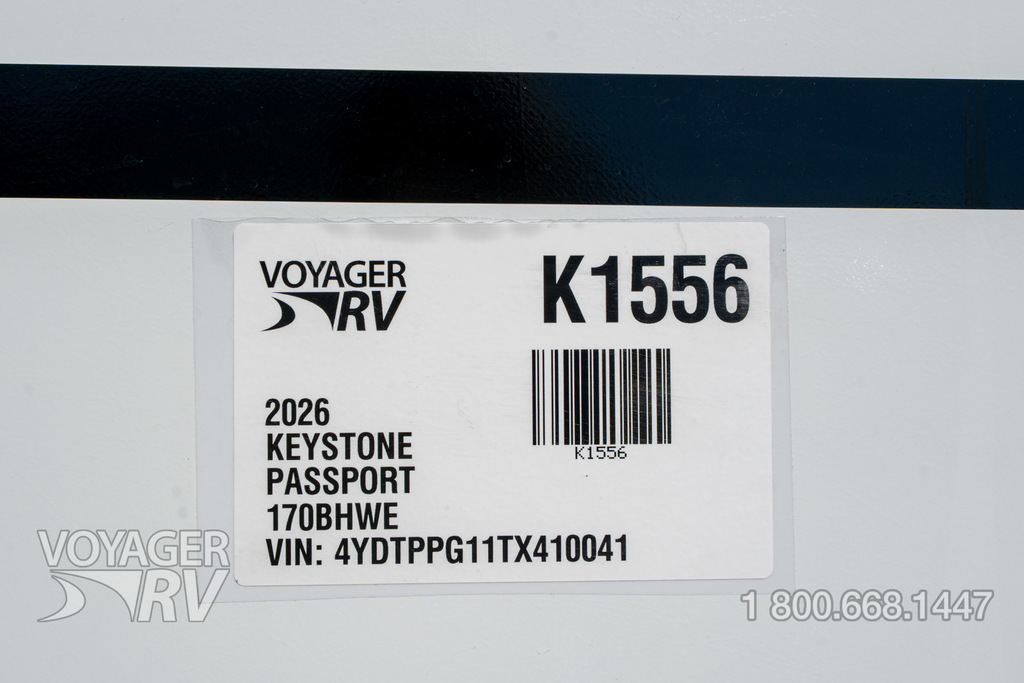 VOYAGER
RV
K1556
K1556
2026
KEYSTONE
PASSPORT
170BHWE
VIN: 4YDTPPG11TX410041
VOYAGER
RV
1 800.668.1447